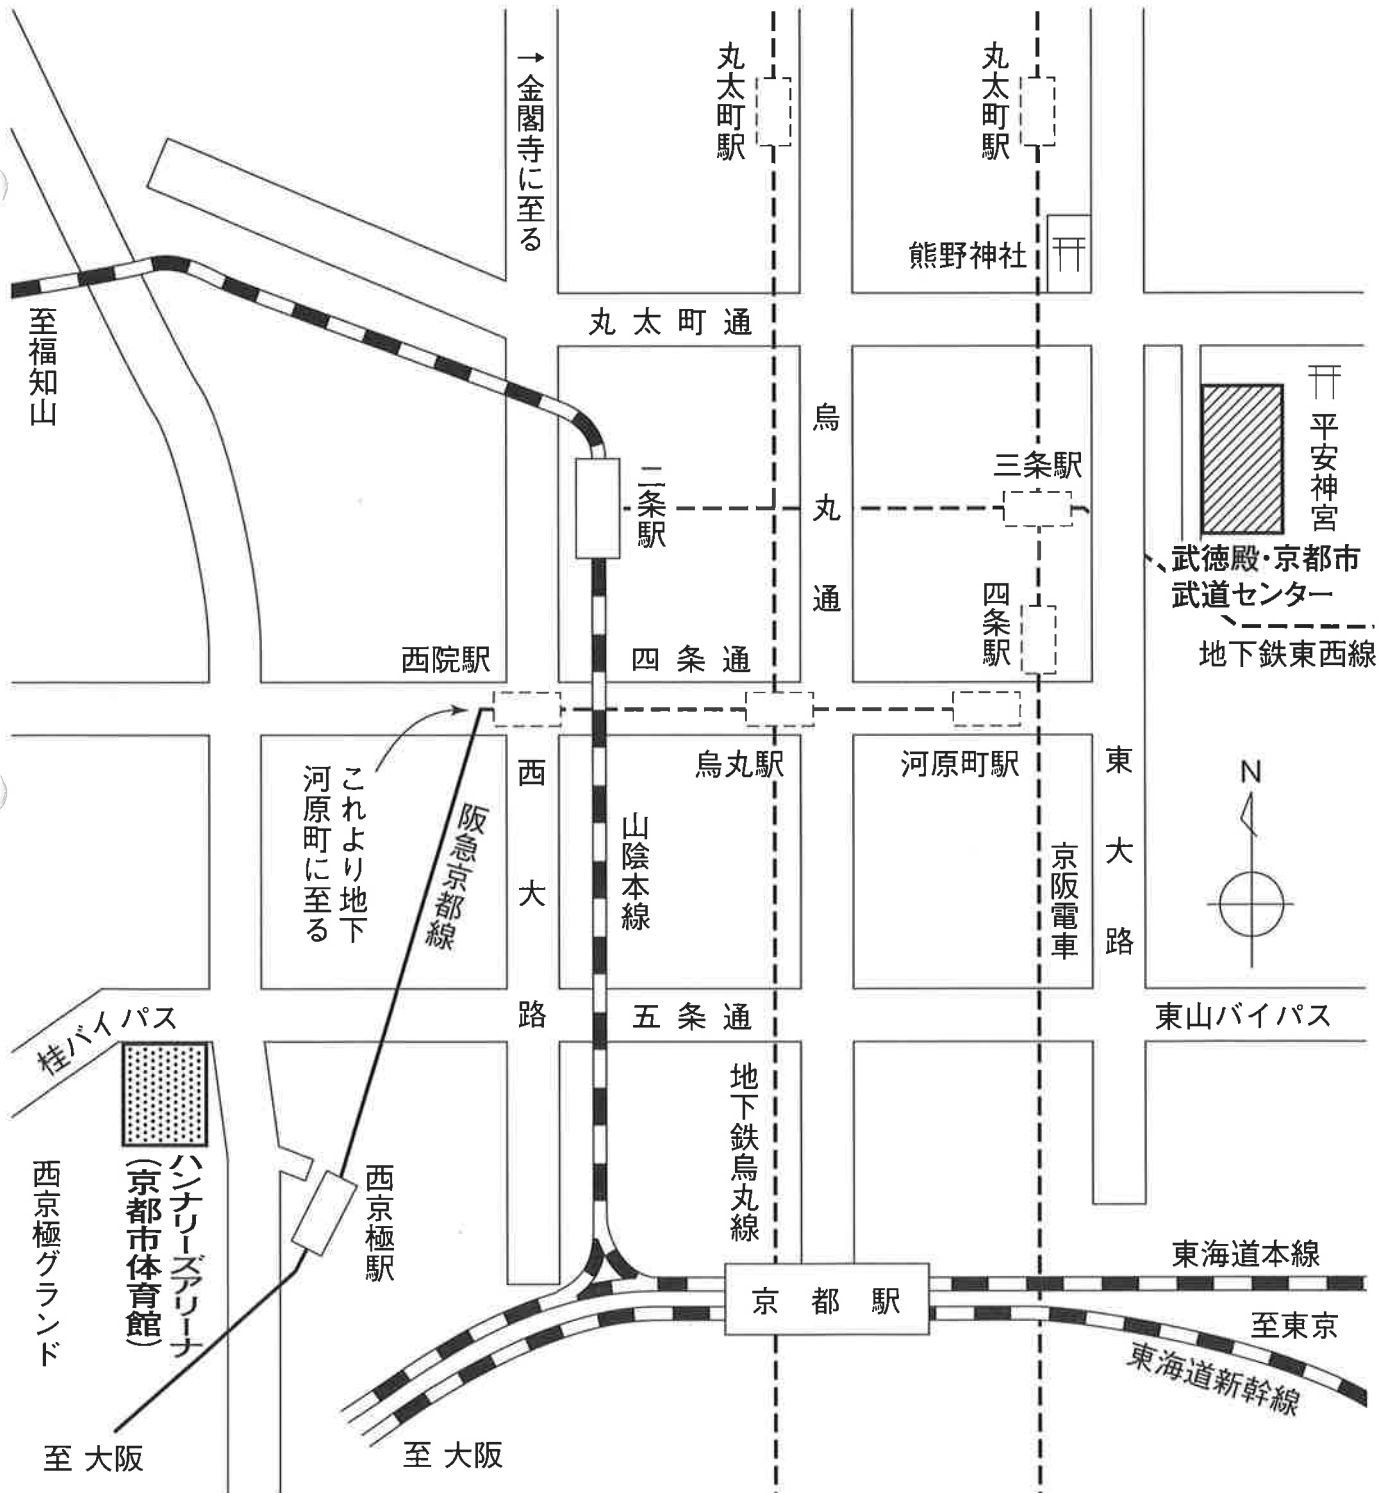 →金閣寺に至る
丸太町駅
丸太町駅
熊野神社
至福知山
丸太町通
烏丸通
平安神宮
二条駅
三条駅
武徳殿・京都市
武道センター
四条駅
地下鉄東西線
西院駅
四条通
烏丸駅
河原町駅
これより地下
河原町に至る
阪急京都線
西大路
山陰本線
東大路
京阪電車
N
桂バイパス
五条通
東山バイパス
地下鉄烏丸線
ハンナリーズアリーナ
(京都市体育館)
西京極グランド
西京極駅
京都駅
東海道本線
至東京
東海道新幹線
至 大阪
至 大阪